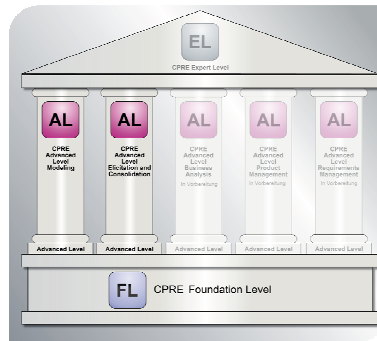 EL
CPRE Expert Level
AL
CPRE
Advanced
Level
Modeling
AL
CPRE
Advanced
Level
Elicitation and
Consolidation
AL
CPRE
Advanced
Level
Business
Analysis
In Vorbereitung
AL
CPRE
Advanced
Level
Product
Management
In Vorbereitung
AL
CPRE
Advanced
Level
Requirements
Management
In Vorbereitung
Advanced Level
Advanced Level
Advanced Level
Advanced Level
Advanced Level
FL
CPRE Foundation Level